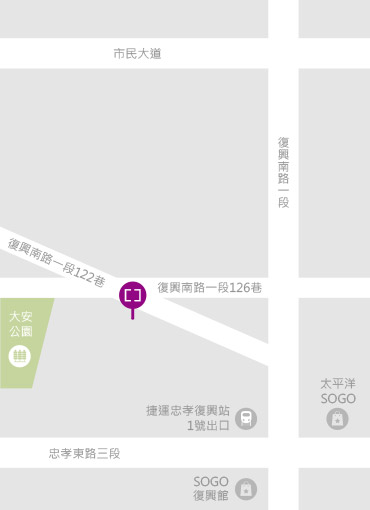 市民大道
復興南路一段
復興南路一段122巷
復興南路一段126巷
大安
公園
太平洋
SOGO
捷運忠孝復興站
1號出口
忠孝東路三段
SOGO
復興館